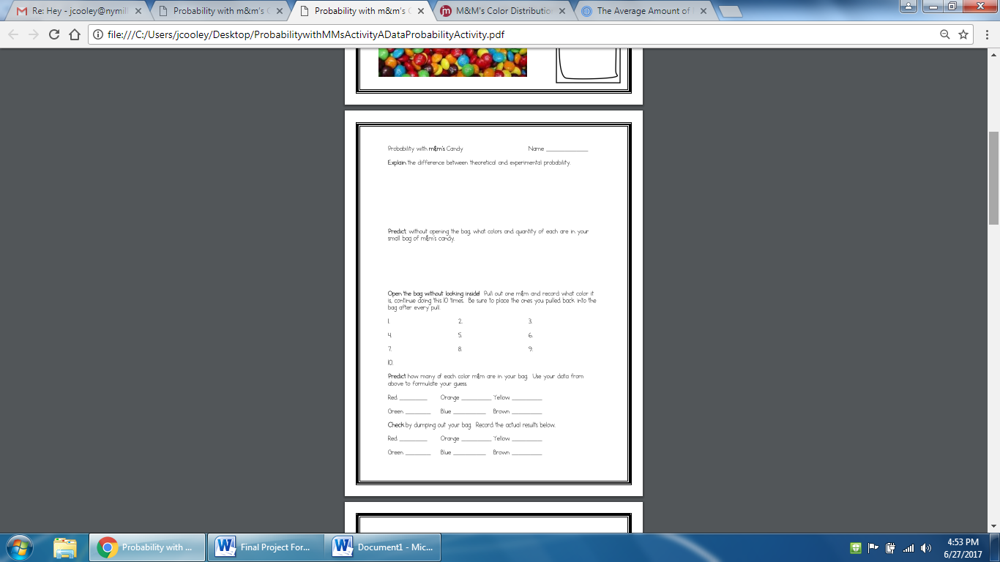 Re: Hey - jcooley@nymil
Probability with m&m's C
Probability with m&m's C
M&M's Color Distributio
The Average Amount of
file:///C:/Users/jcooley/Desktop/ProbabilitywithMMsActivityADataProbabilityActivity.pdf
Probability with m&m's Candy Name ______________
Explain the difference between theoretical and experimental probability.
Predict, without opening the bag, what colors and quantity of each are in your
small bag of m&m's candy.
Open the bag without looking inside! Pull out one m&m and record what color it
is, continue doing this 10 times. Be sure to place the ones you pulled back into the
bag after every pull.
1. 2. 3.
4. 5. 6.
7. 8. 9.
10.
Predict how many of each color m&m are in your bag. Use your data from
above to formulate your guess.
Red _________ Orange __________ Yellow __________
Green ________ Blue ___________ Brown __________
Check by dumping out your bag. Record the actual results below.
Red _________ Orange __________ Yellow __________
Green ________ Blue ___________ Brown __________
Probability with ...
Final Project For...
Document1 - Mic...
4:53 PM
6/27/2017